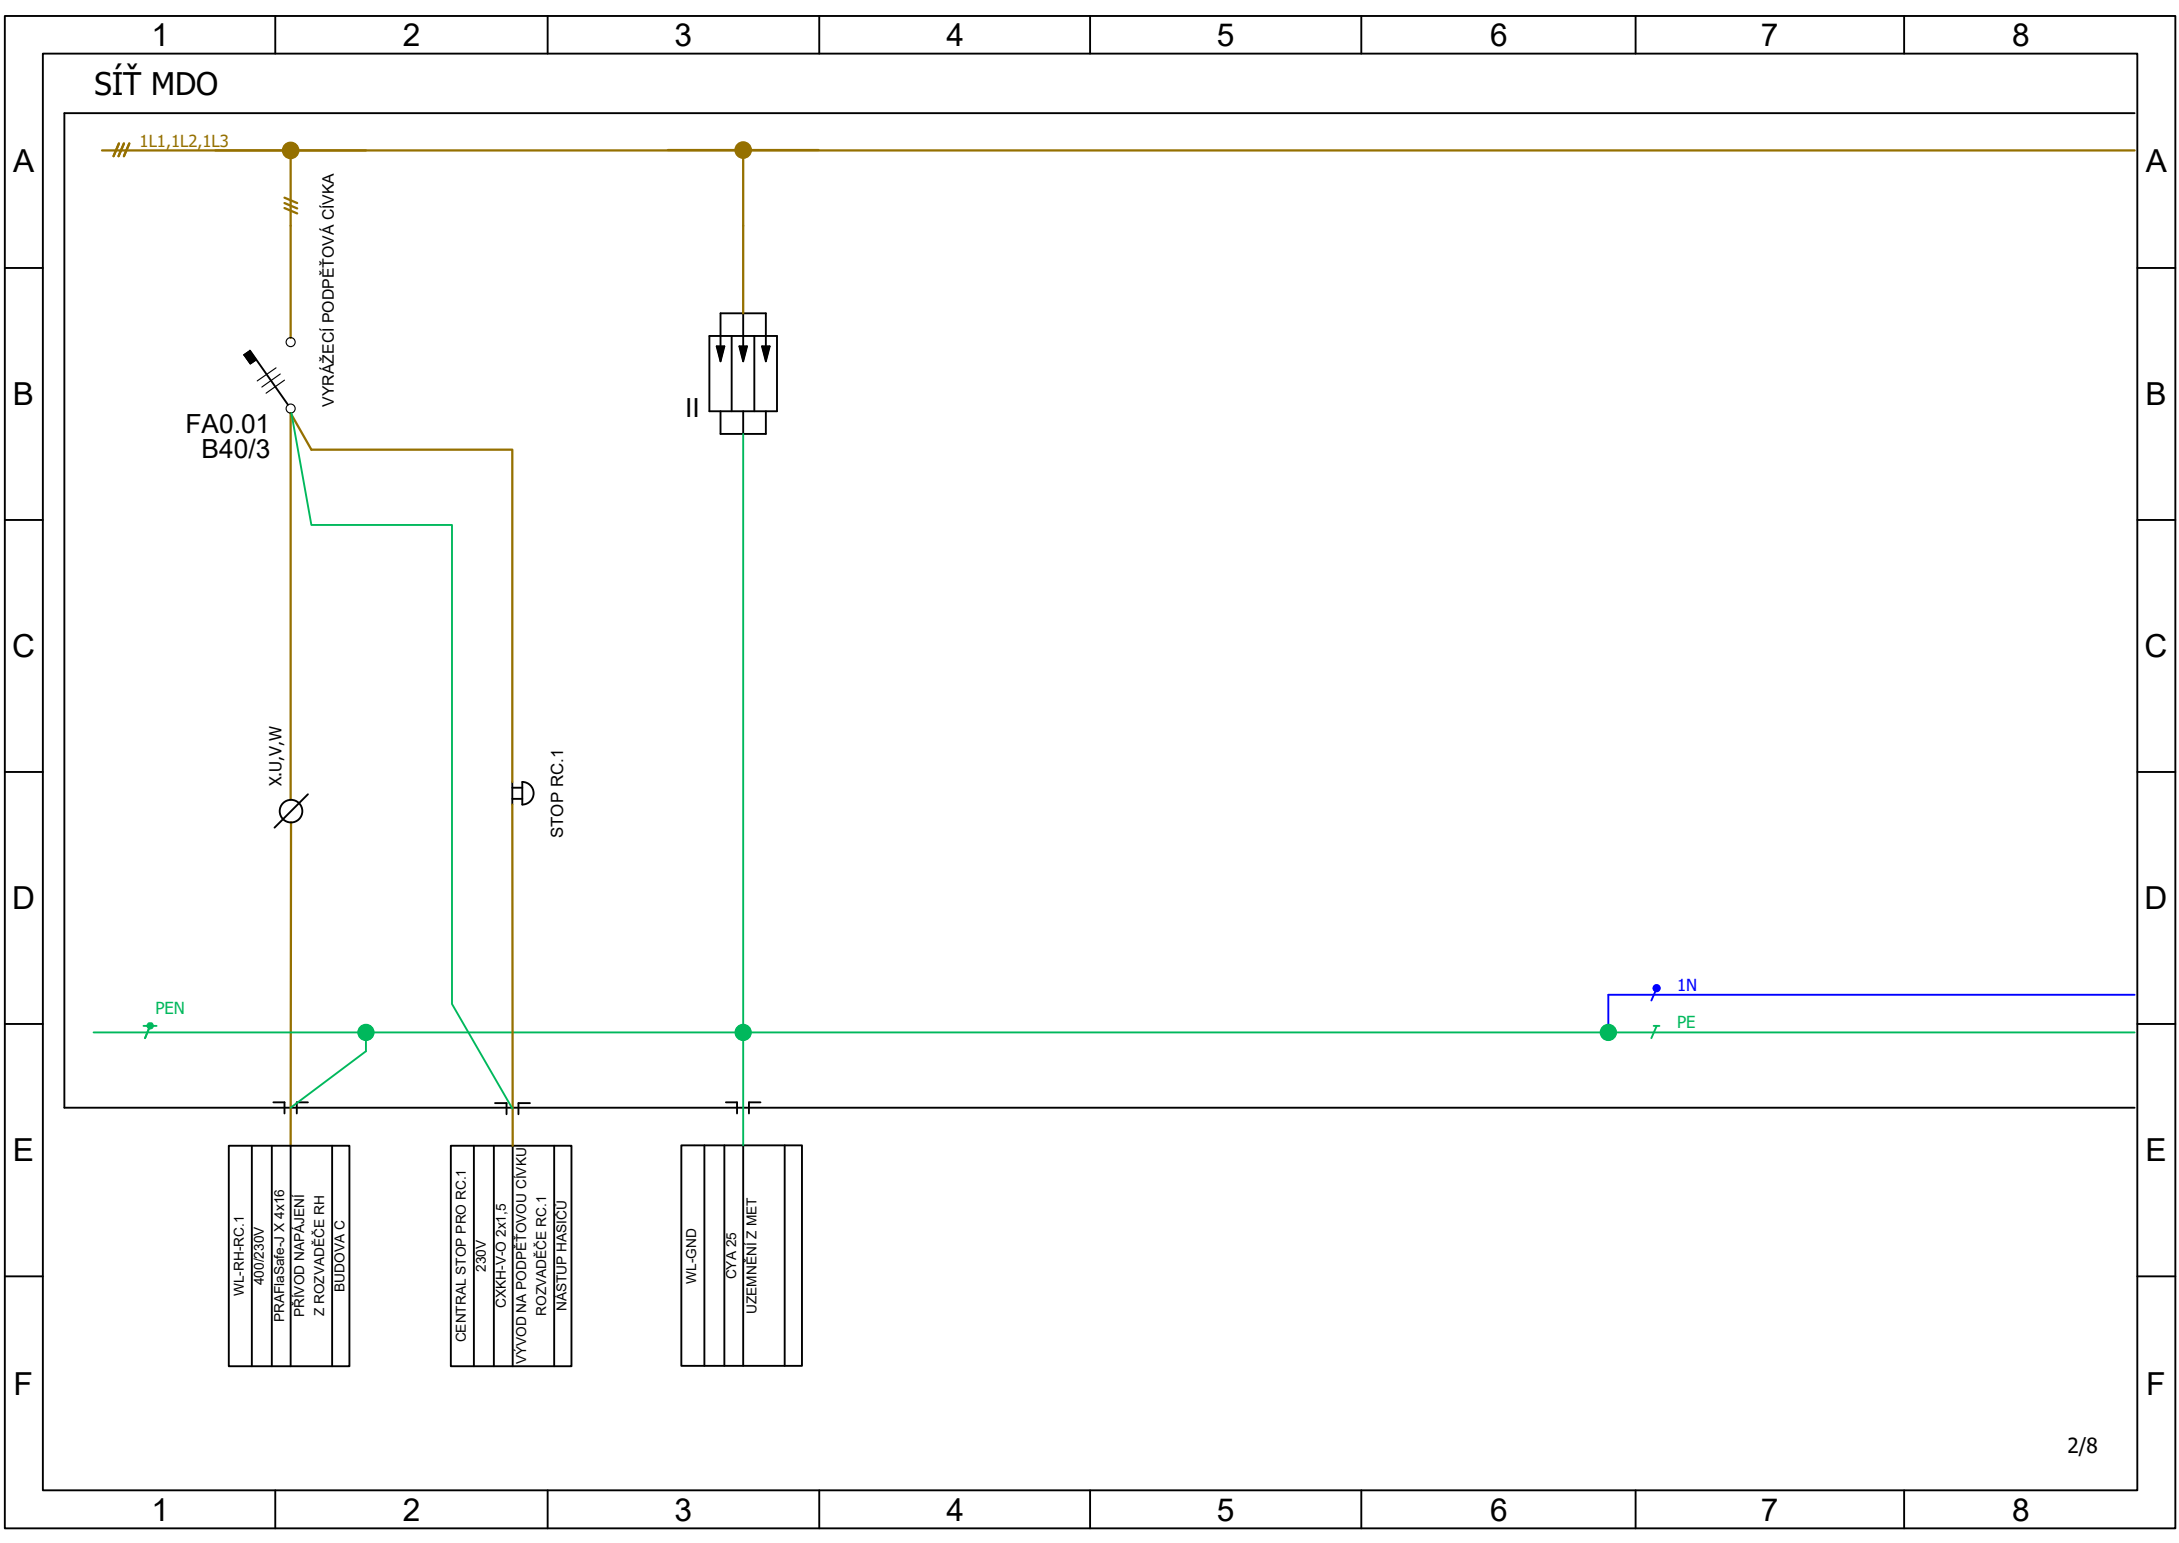 1 2 3 4 5 6 7 8
SÍŤ MDO
1L1,1L2,1L3
A A
VYRÁŽECÍ PODPĚŤOVÁ CÍVKA
B B
II
FA0.01
B40/3
C C
X.U,V,W
STOP RC.1
D D
1N
PEN
PE
E E
WL-RH-RC.1
400/230V
PRAFlaSafe-J X 4x16
PŘÍVOD NAPÁJENÍ
Z ROZVADĚČE RH
BUDOVA C
CENTRAL STOP PRO RC.1
230V
CXKH-V-O 2x1,5
VÝVOD NA PODPĚŤOVOU CÍVKU
ROZVADĚČE RC.1
NÁSTUP HASIČŮ
WL-GND
CYA 25
UZEMNĚNÍ Z MET
F F
2/8
1 2 3 4 5 6 7 8